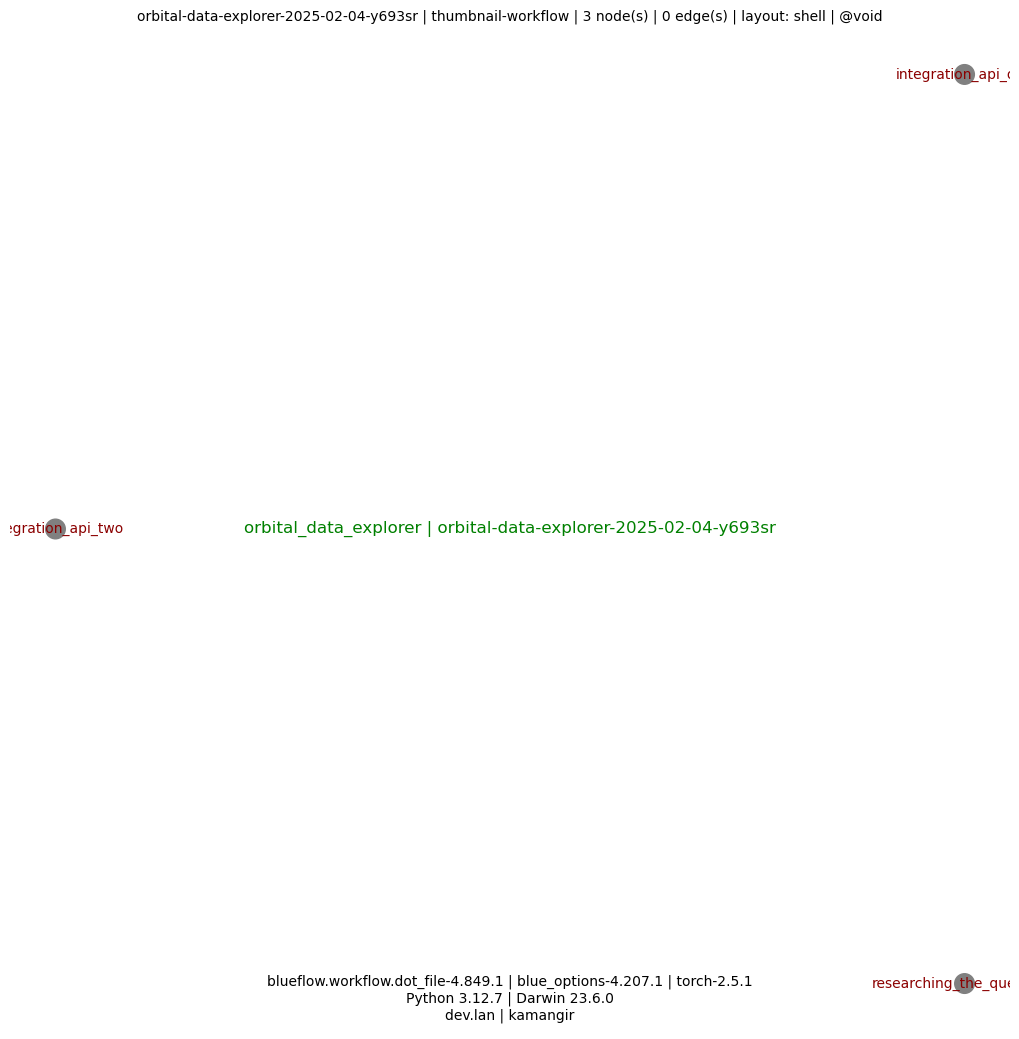 orbital-data-explorer-2025-02-04-y693sr | thumbnail-workflow | 3 node(s) | 0 edge(s) | layout: shell | @void
integration_api_
egration_api_two
orbital_data_explorer | orbital-data-explorer-2025-02-04-y693sr
blueflow.workflow.dot_file-4.849.1 | blue_options-4.207.1 | torch-2.5.1
researching_the_que
Python 3.12.7 | Darwin 23.6.0
dev.lan | kamangir